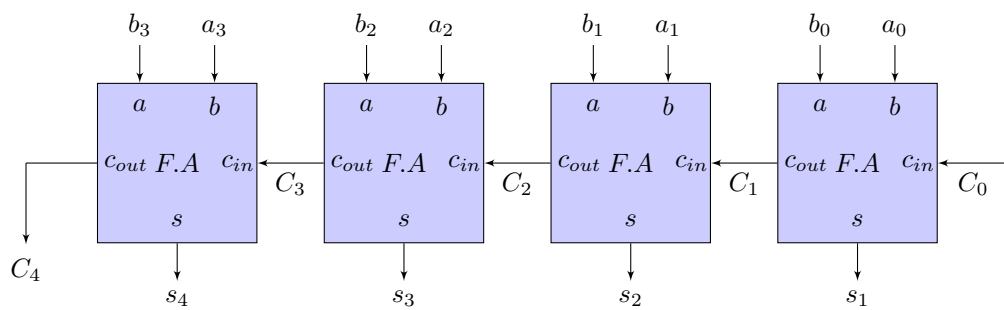 b3 a3 b2 a2 b1 a1 b0 a0
a b a b a b a b
cout F.A cin cout F.A cin cout F.A cin cout F.A cin
C3 C2 C1 C0
s s s s
C4
s4 s3 s2 s1